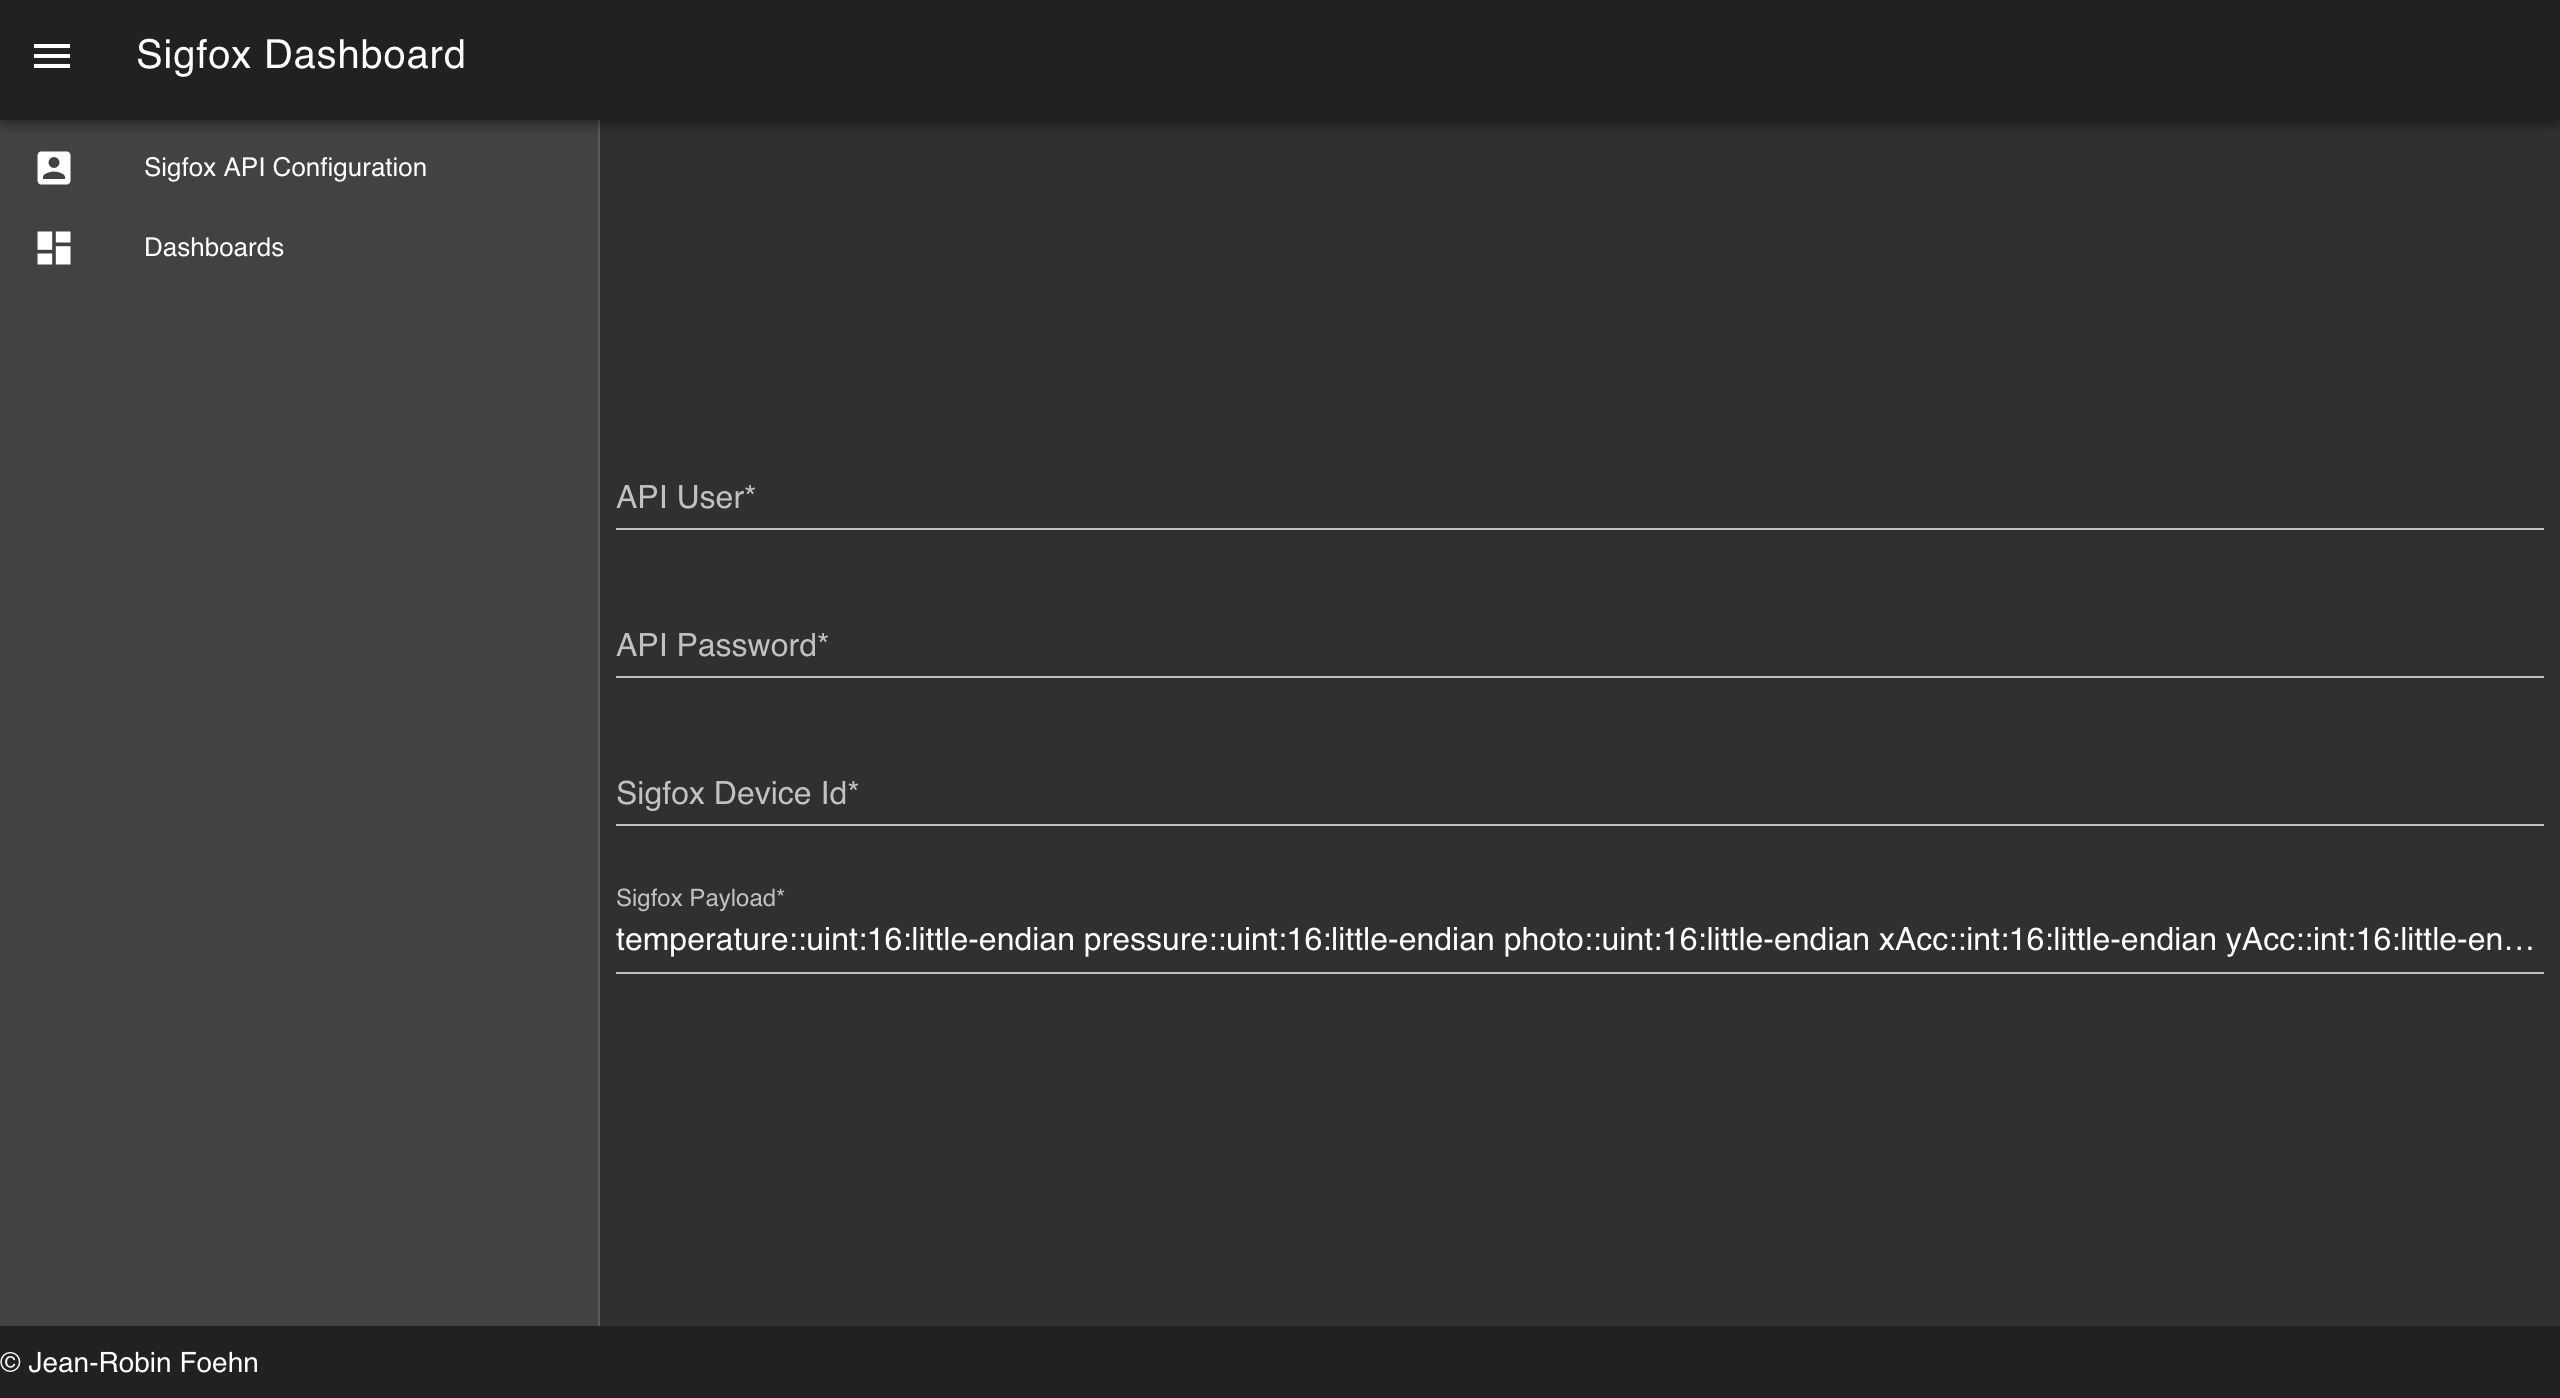 Sigfox Dashboard
Sigfox API Configuration
Dashboards
API User*
API Password*
Sigfox Device Id*
Sigfox Payload*
temperature::uint:16:little-endian pressure::uint:16:little-endian photo::uint:16:little-endian xAcc::int:16:little-endian yAcc::int:16:little-en…
© Jean-Robin Foehn